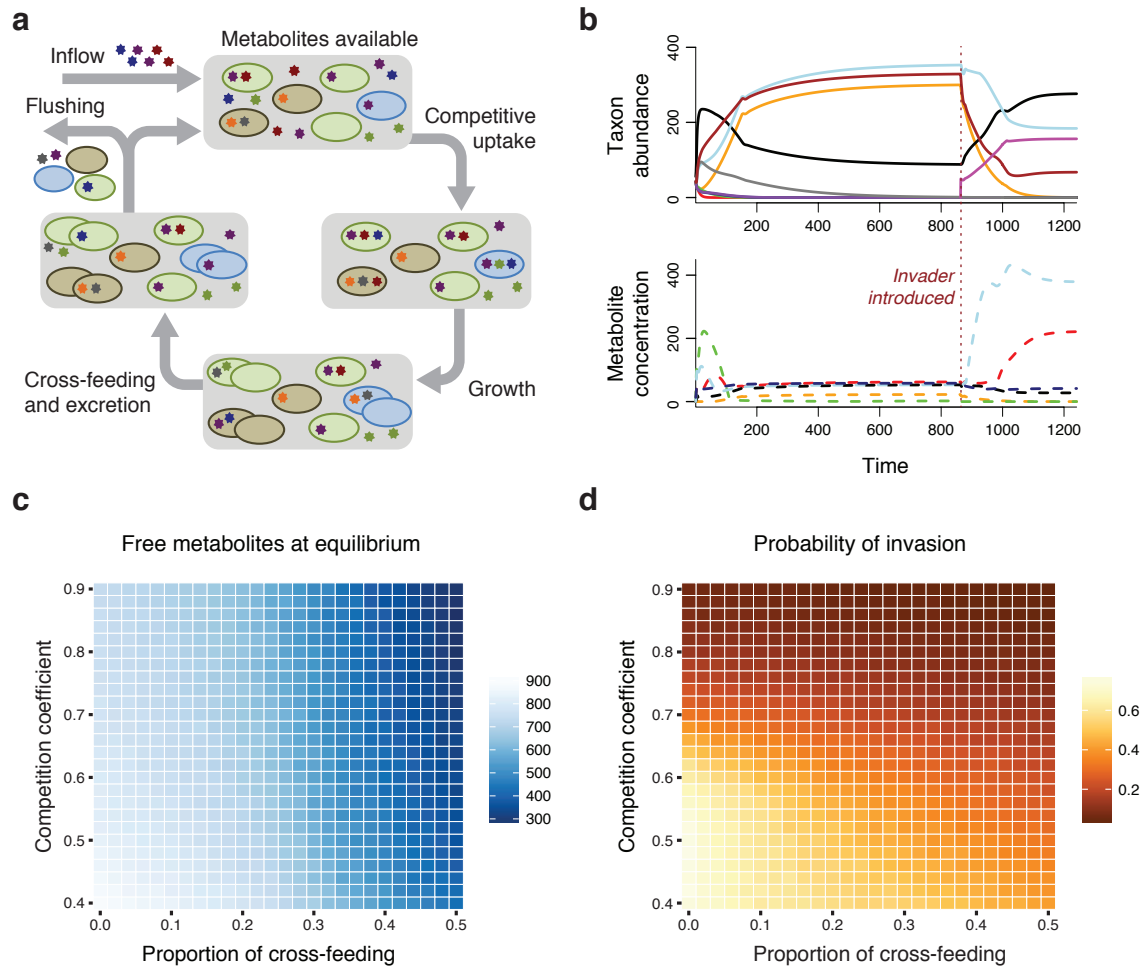 a
Metabolites available
Inflow
Flushing
Competitive
uptake
Cross-feeding
and excretion
Growth
b
Taxon
abundance
400
200
0
200
400
600
800
1000
1200
Metabolite
concentration
400
200
0
Invader
introduced
200
400
600
800
1000
1200
Time
c
Free metabolites at equilibrium
Competition coefficient
0.9
0.8
0.7
0.6
0.5
0.4
0.0
0.1
0.2
0.3
0.4
0.5
Proportion of cross-feeding
900
800
700
600
500
400
300
d
Probability of invasion
Competition coefficient
0.9
0.8
0.7
0.6
0.5
0.4
0.0
0.1
0.2
0.3
0.4
0.5
Proportion of cross-feeding
0.6
0.4
0.2